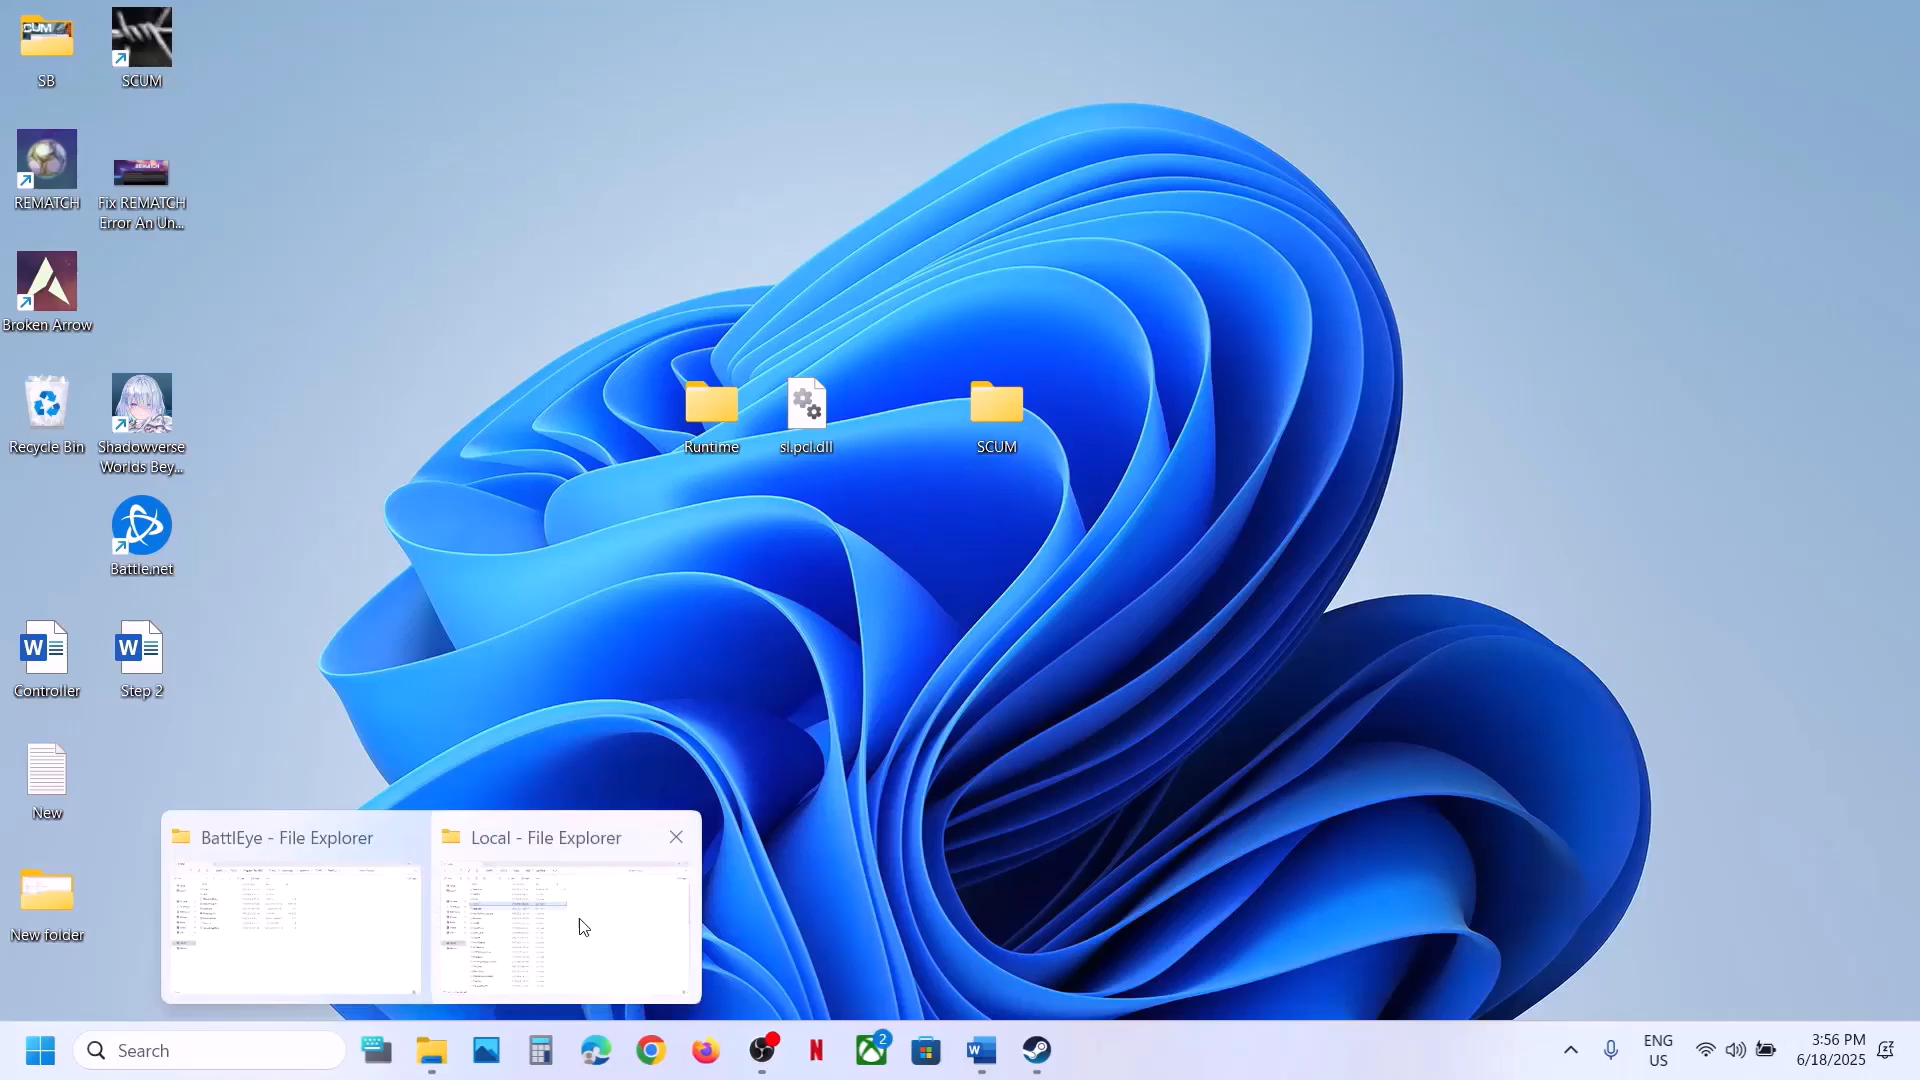 SB
SCUM
REMATCH
Fix REMATCH
Error An Un...
Broken Arrow
Recycle Bin
Shadowverse
Worlds Bey...
Battle.net
Controller
Step 2
New
New folder
Runtime
sl.pcl.dll
SCUM
BattlEye - File Explorer
Local - File Explorer
Search
2
ENG
US
3:56 PM
6/18/2025